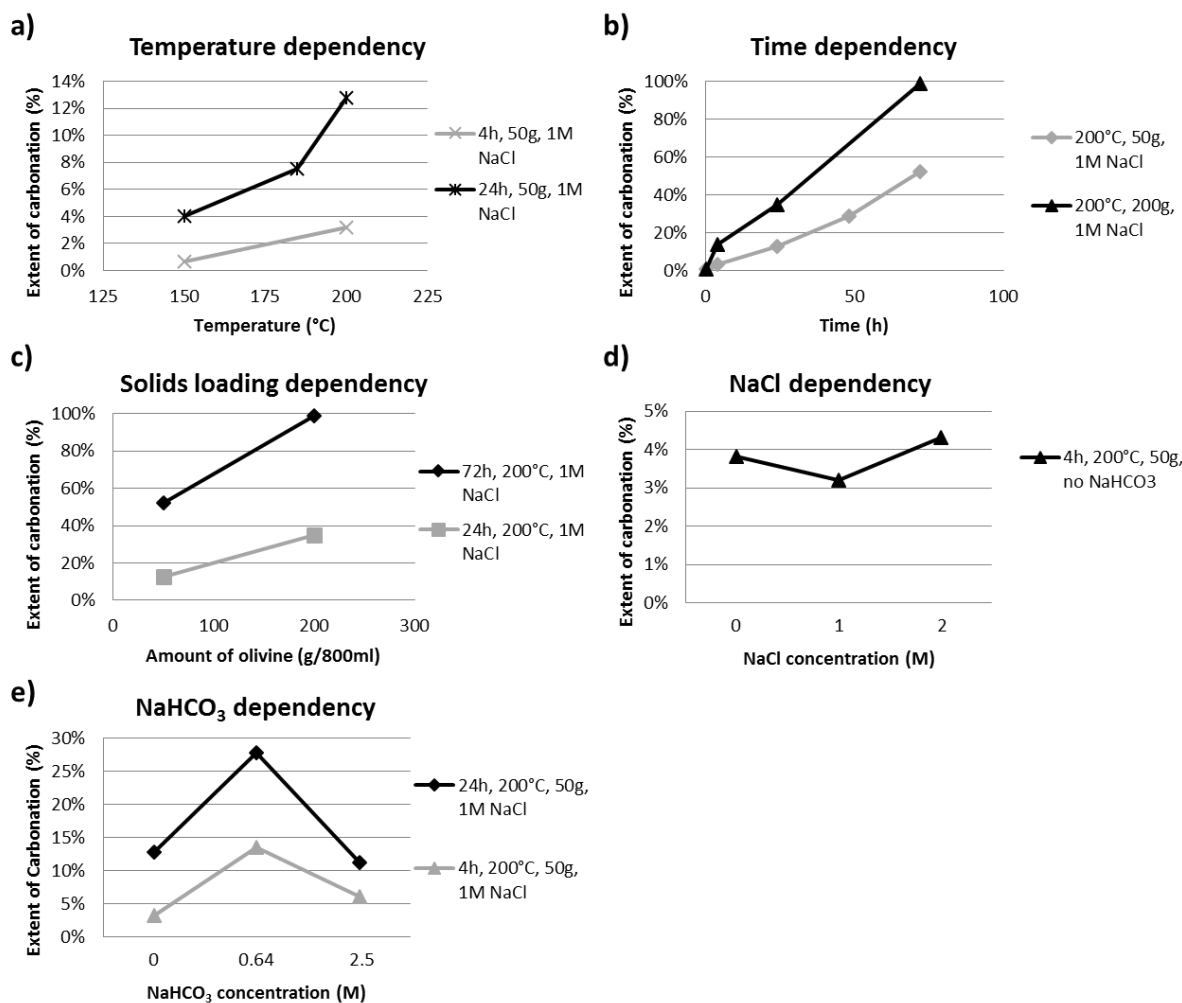 a)
Temperature dependency
Extent of carbonation (%)
14%
12%
10%
8%
6%
4%
2%
0%
125
150
175
200
225
Temperature (°C)
4h, 50g, 1M
NaCl
24h, 50g, 1M
NaCl
b)
Time dependency
Extent of carbonation (%)
100%
80%
60%
40%
20%
0%
0
50
100
Time (h)
200°C, 50g,
1M NaCl
200°C, 200g,
1M NaCl
c)
Solids loading dependency
Extent of carbonation (%)
100%
80%
60%
40%
20%
0%
0
100
200
300
Amount of olivine (g/800ml)
72h, 200°C, 1M
NaCl
24h, 200°C, 1M
NaCl
d)
NaCl dependency
Extent of carbonation (%)
5%
4%
3%
2%
1%
0%
0
1
2
NaCl concentration (M)
4h, 200°C, 50g,
no NaHCO3
e)
NaHCO₃ dependency
Extent of Carbonation (%)
30%
25%
20%
15%
10%
5%
0%
0
0.64
2.5
NaHCO₃ concentration (M)
24h, 200°C, 50g,
1M NaCl
4h, 200°C, 50g,
1M NaCl